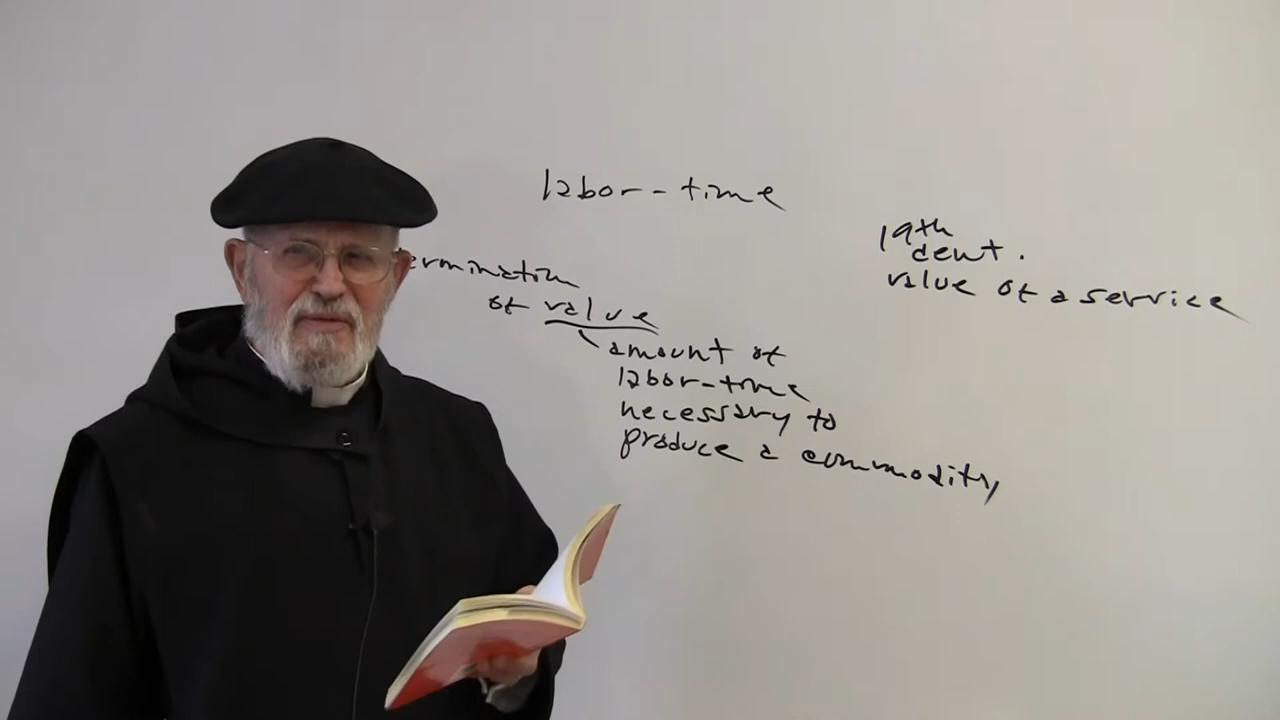 labor-time
ermination
of value
amount of
labor-time
necessary to
produce a commodity
19th
cent.
value of a service